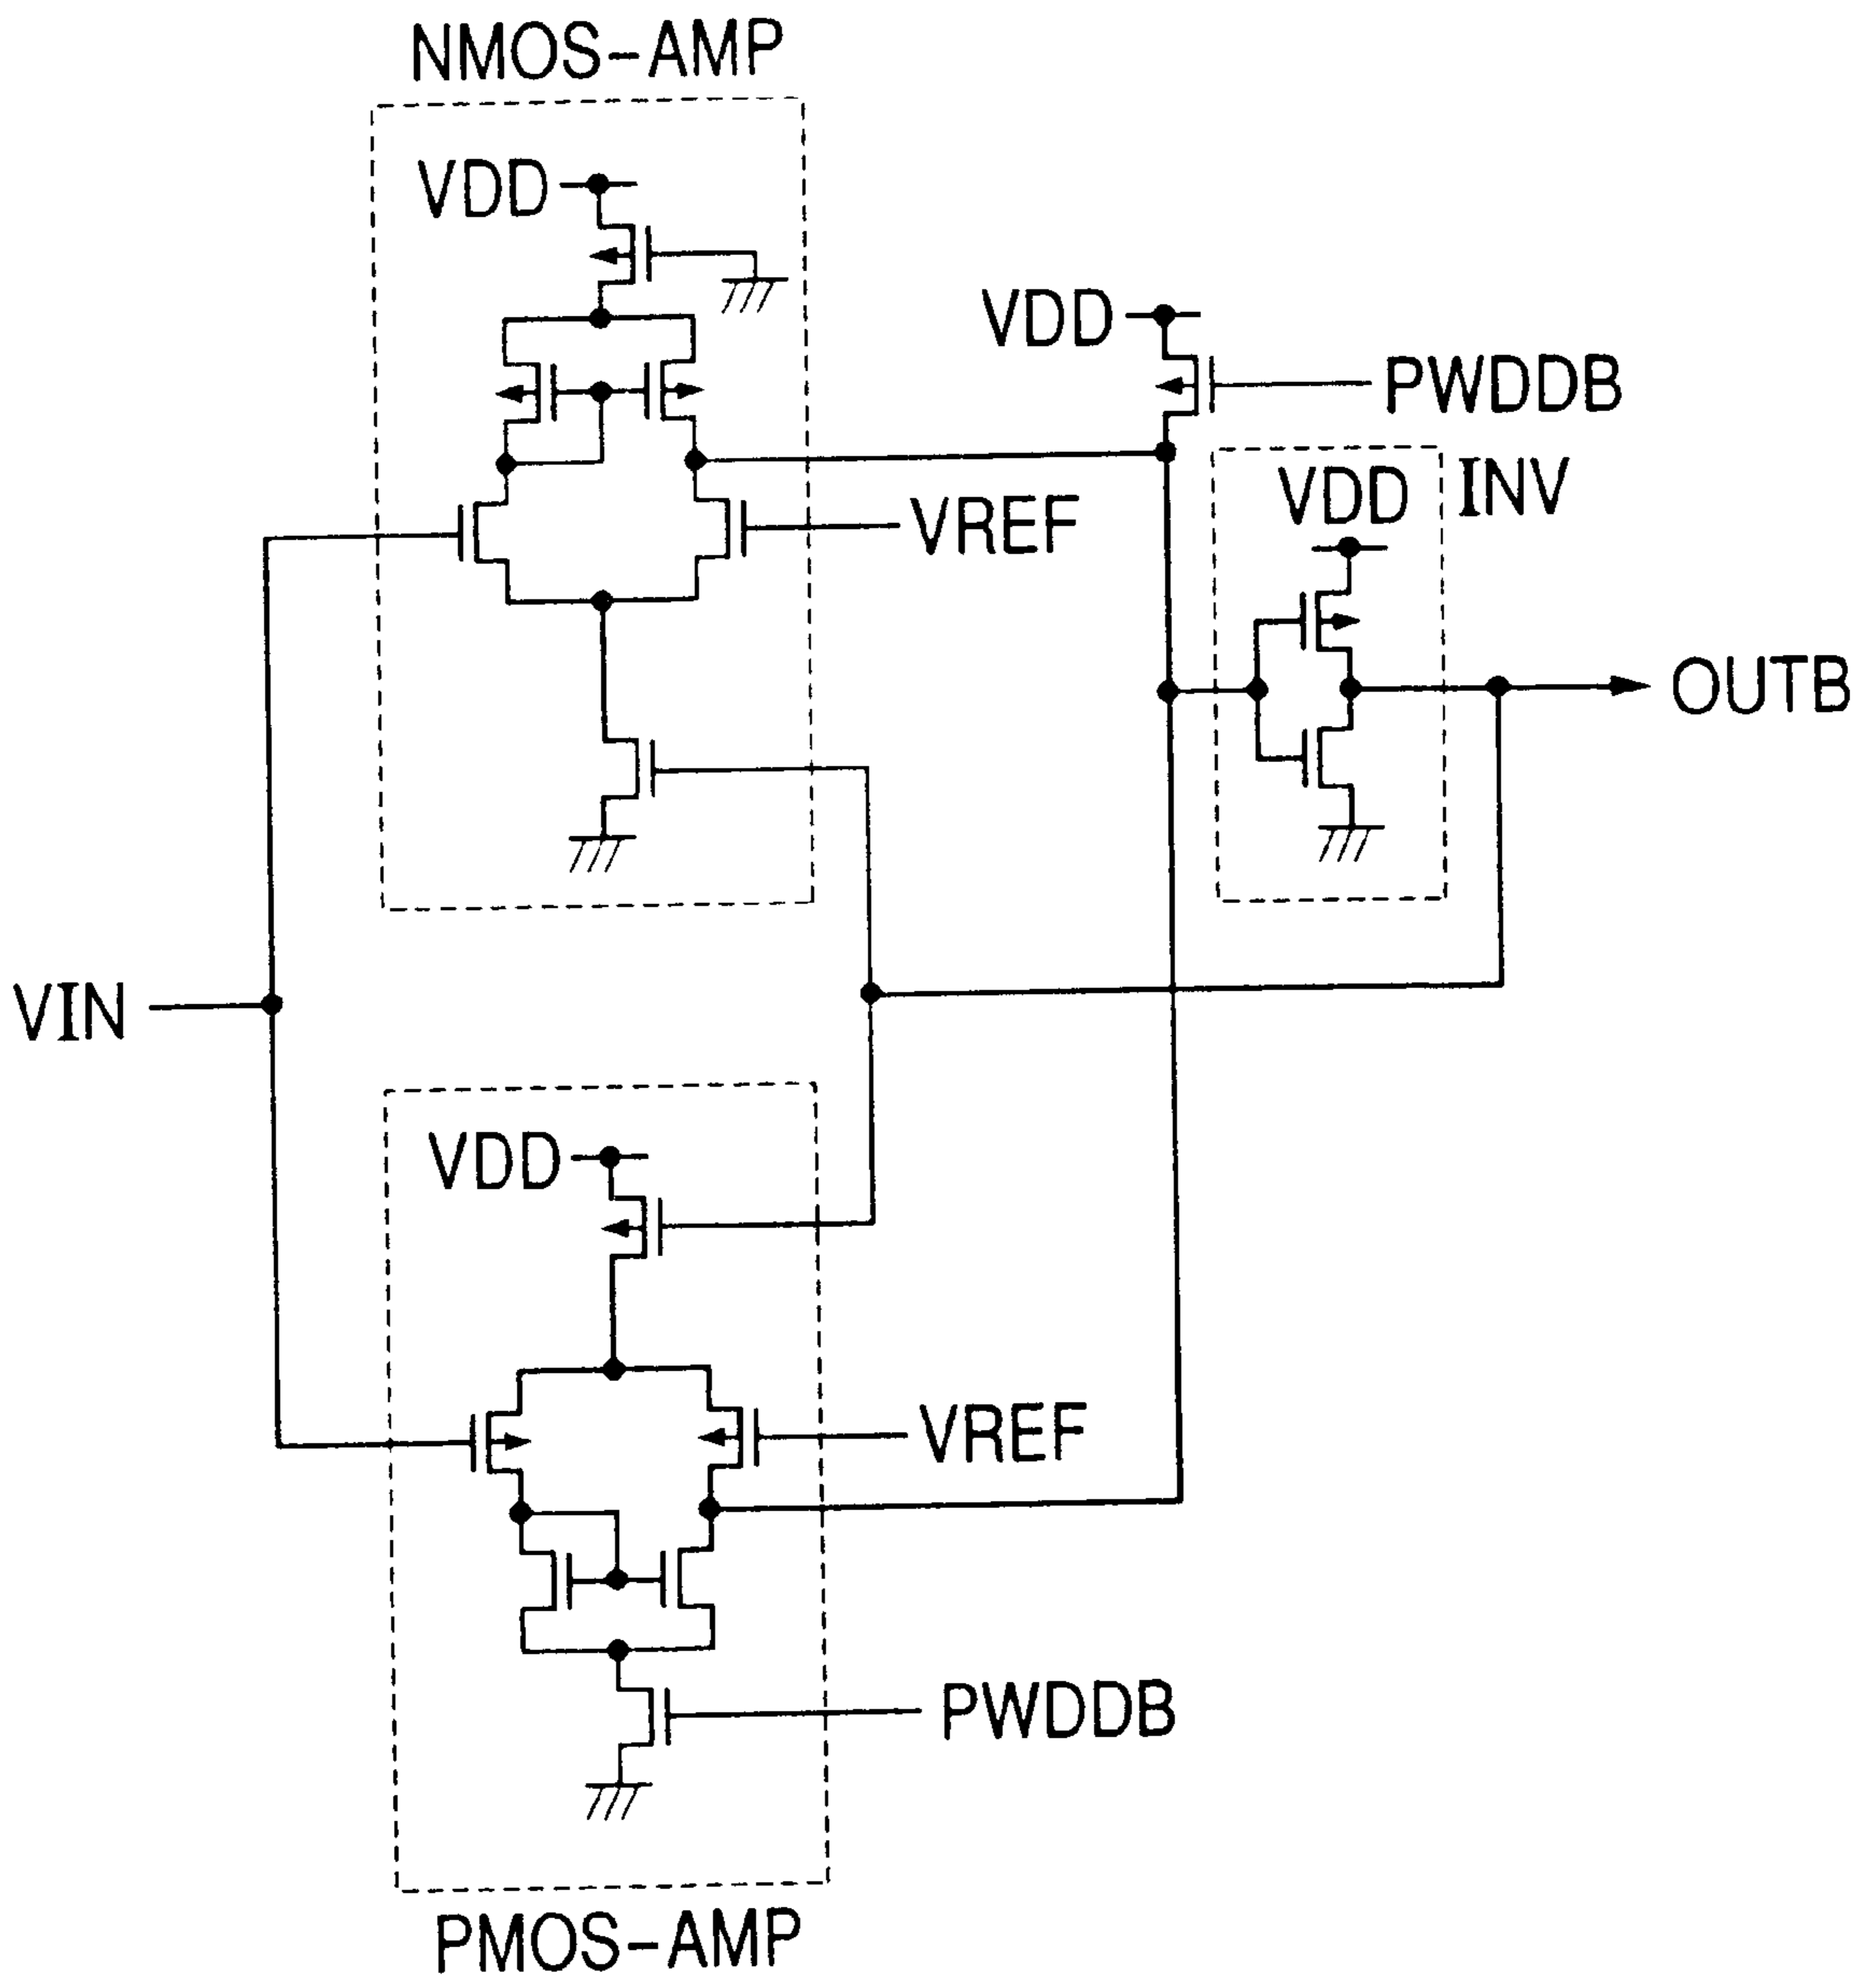 NMOS-AMP
VDD
VDD
PWDDB
VDD
INV
VREF
OUTB
VIN
VDD
VREF
PWDDB
PMOS-AMP